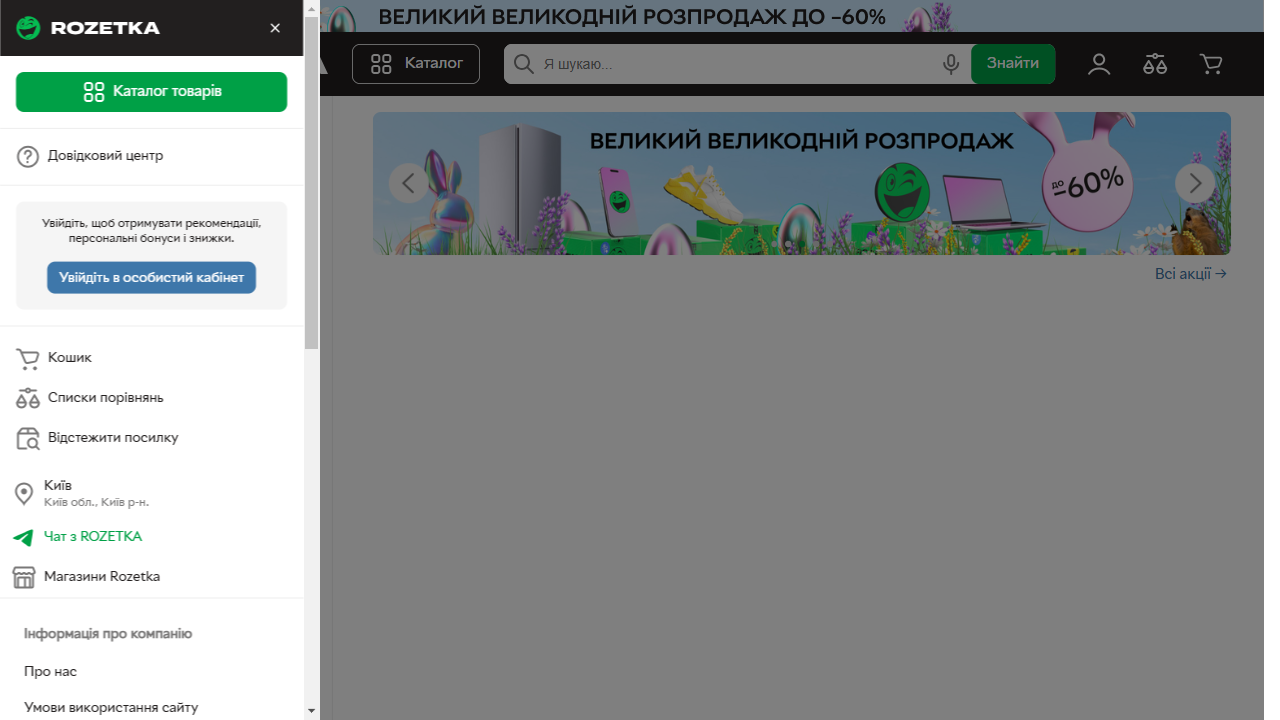 ROZETKA
Каталог товарів
Довідковий центр
Увійдіть, щоб отримувати рекомендації,
персональні бонуси і знижки.
Увійдіть в особистий кабінет
Кошик
Списки порівнянь
Відстежити посилку
Київ
Київ обл., Київ р-н.
Чат з ROZETKA
Магазини Rozetka
Інформація про компанію
Про нас
Умови використання сайту
ВЕЛИКИЙ ВЕЛИКОДНІЙ РОЗПРОДАЖ ДО −60%
Каталог
Я шукаю...
Знайти
ВЕЛИКИЙ ВЕЛИКОДНІЙ РОЗПРОДАЖ
ДО
−60%
Всі акції →